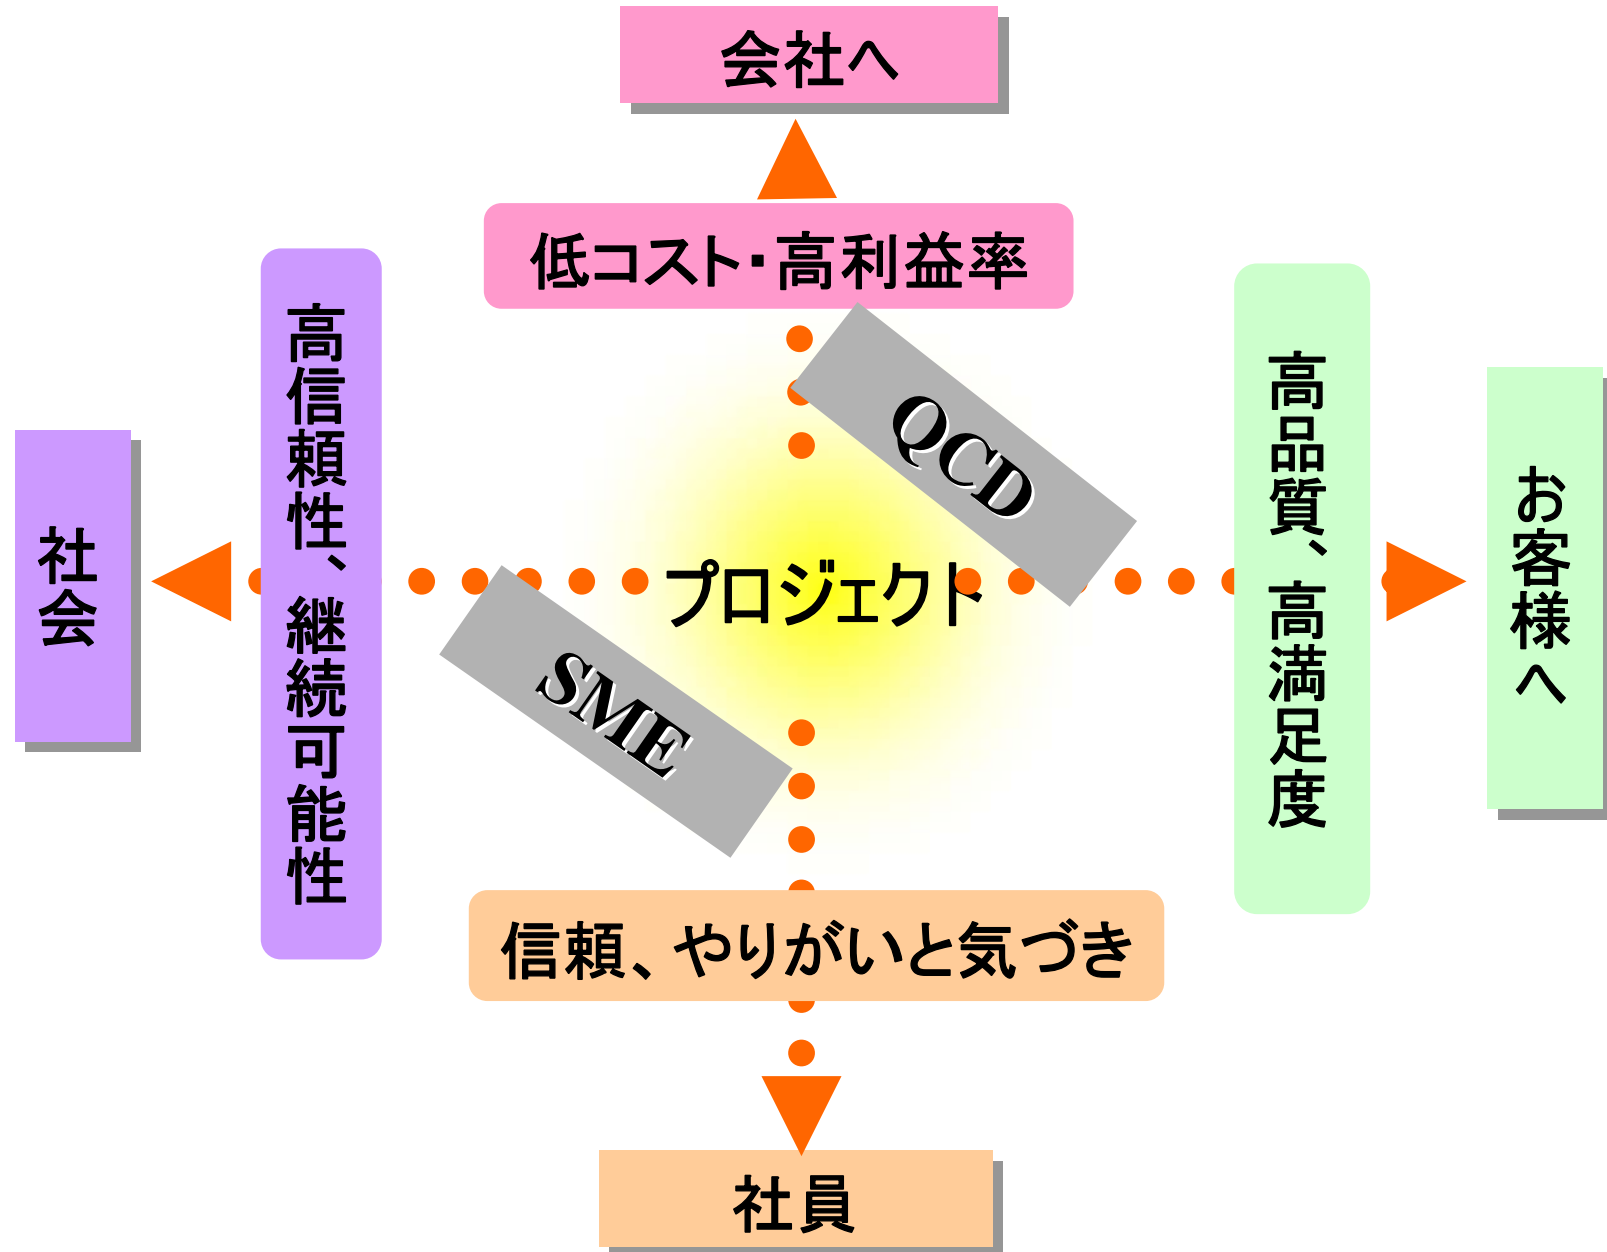 会社へ
低コスト・高利益率
高信頼性、継続可能性
社会
高品質、高満足度
お客様へ
QCD
プロジェクト
SME
信頼、やりがいと気づき
社員